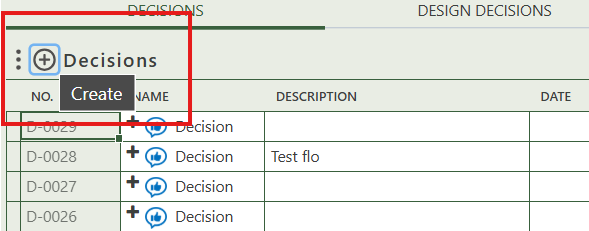 DECISIONS DESIGN DECISIONS
Decisions
Create
NO. NAME DESCRIPTION DATE
D-0029 Decision
D-0028 Decision Test flo
D-0027 Decision
D-0026 Decision